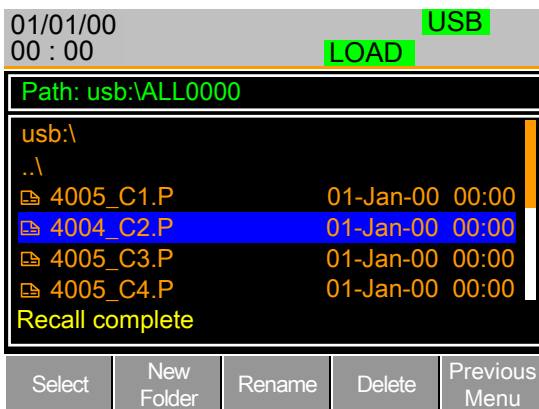 01/01/00 USB
00 : 00 LOAD
Path: usb:\ALL0000
usb:\
..\
4005_C1.P 01-Jan-00 00:00
4004_C2.P 01-Jan-00 00:00
4005_C3.P 01-Jan-00 00:00
4005_C4.P 01-Jan-00 00:00
Recall complete
Select New Folder Rename Delete Previous Menu